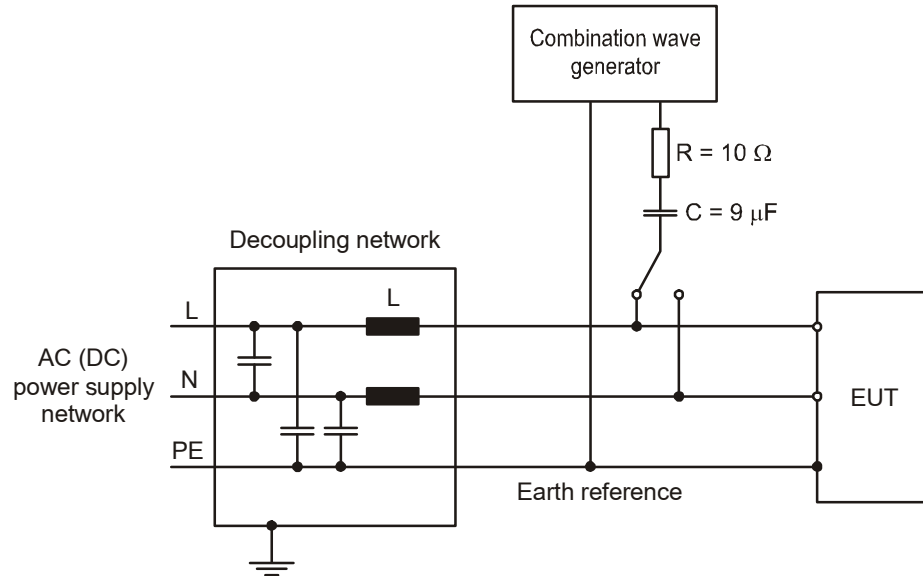 Combination wave
generator
R = 10 Ω
C = 9 μF
Decoupling network
L
L
AC (DC)
power supply
network
N
EUT
PE
Earth reference